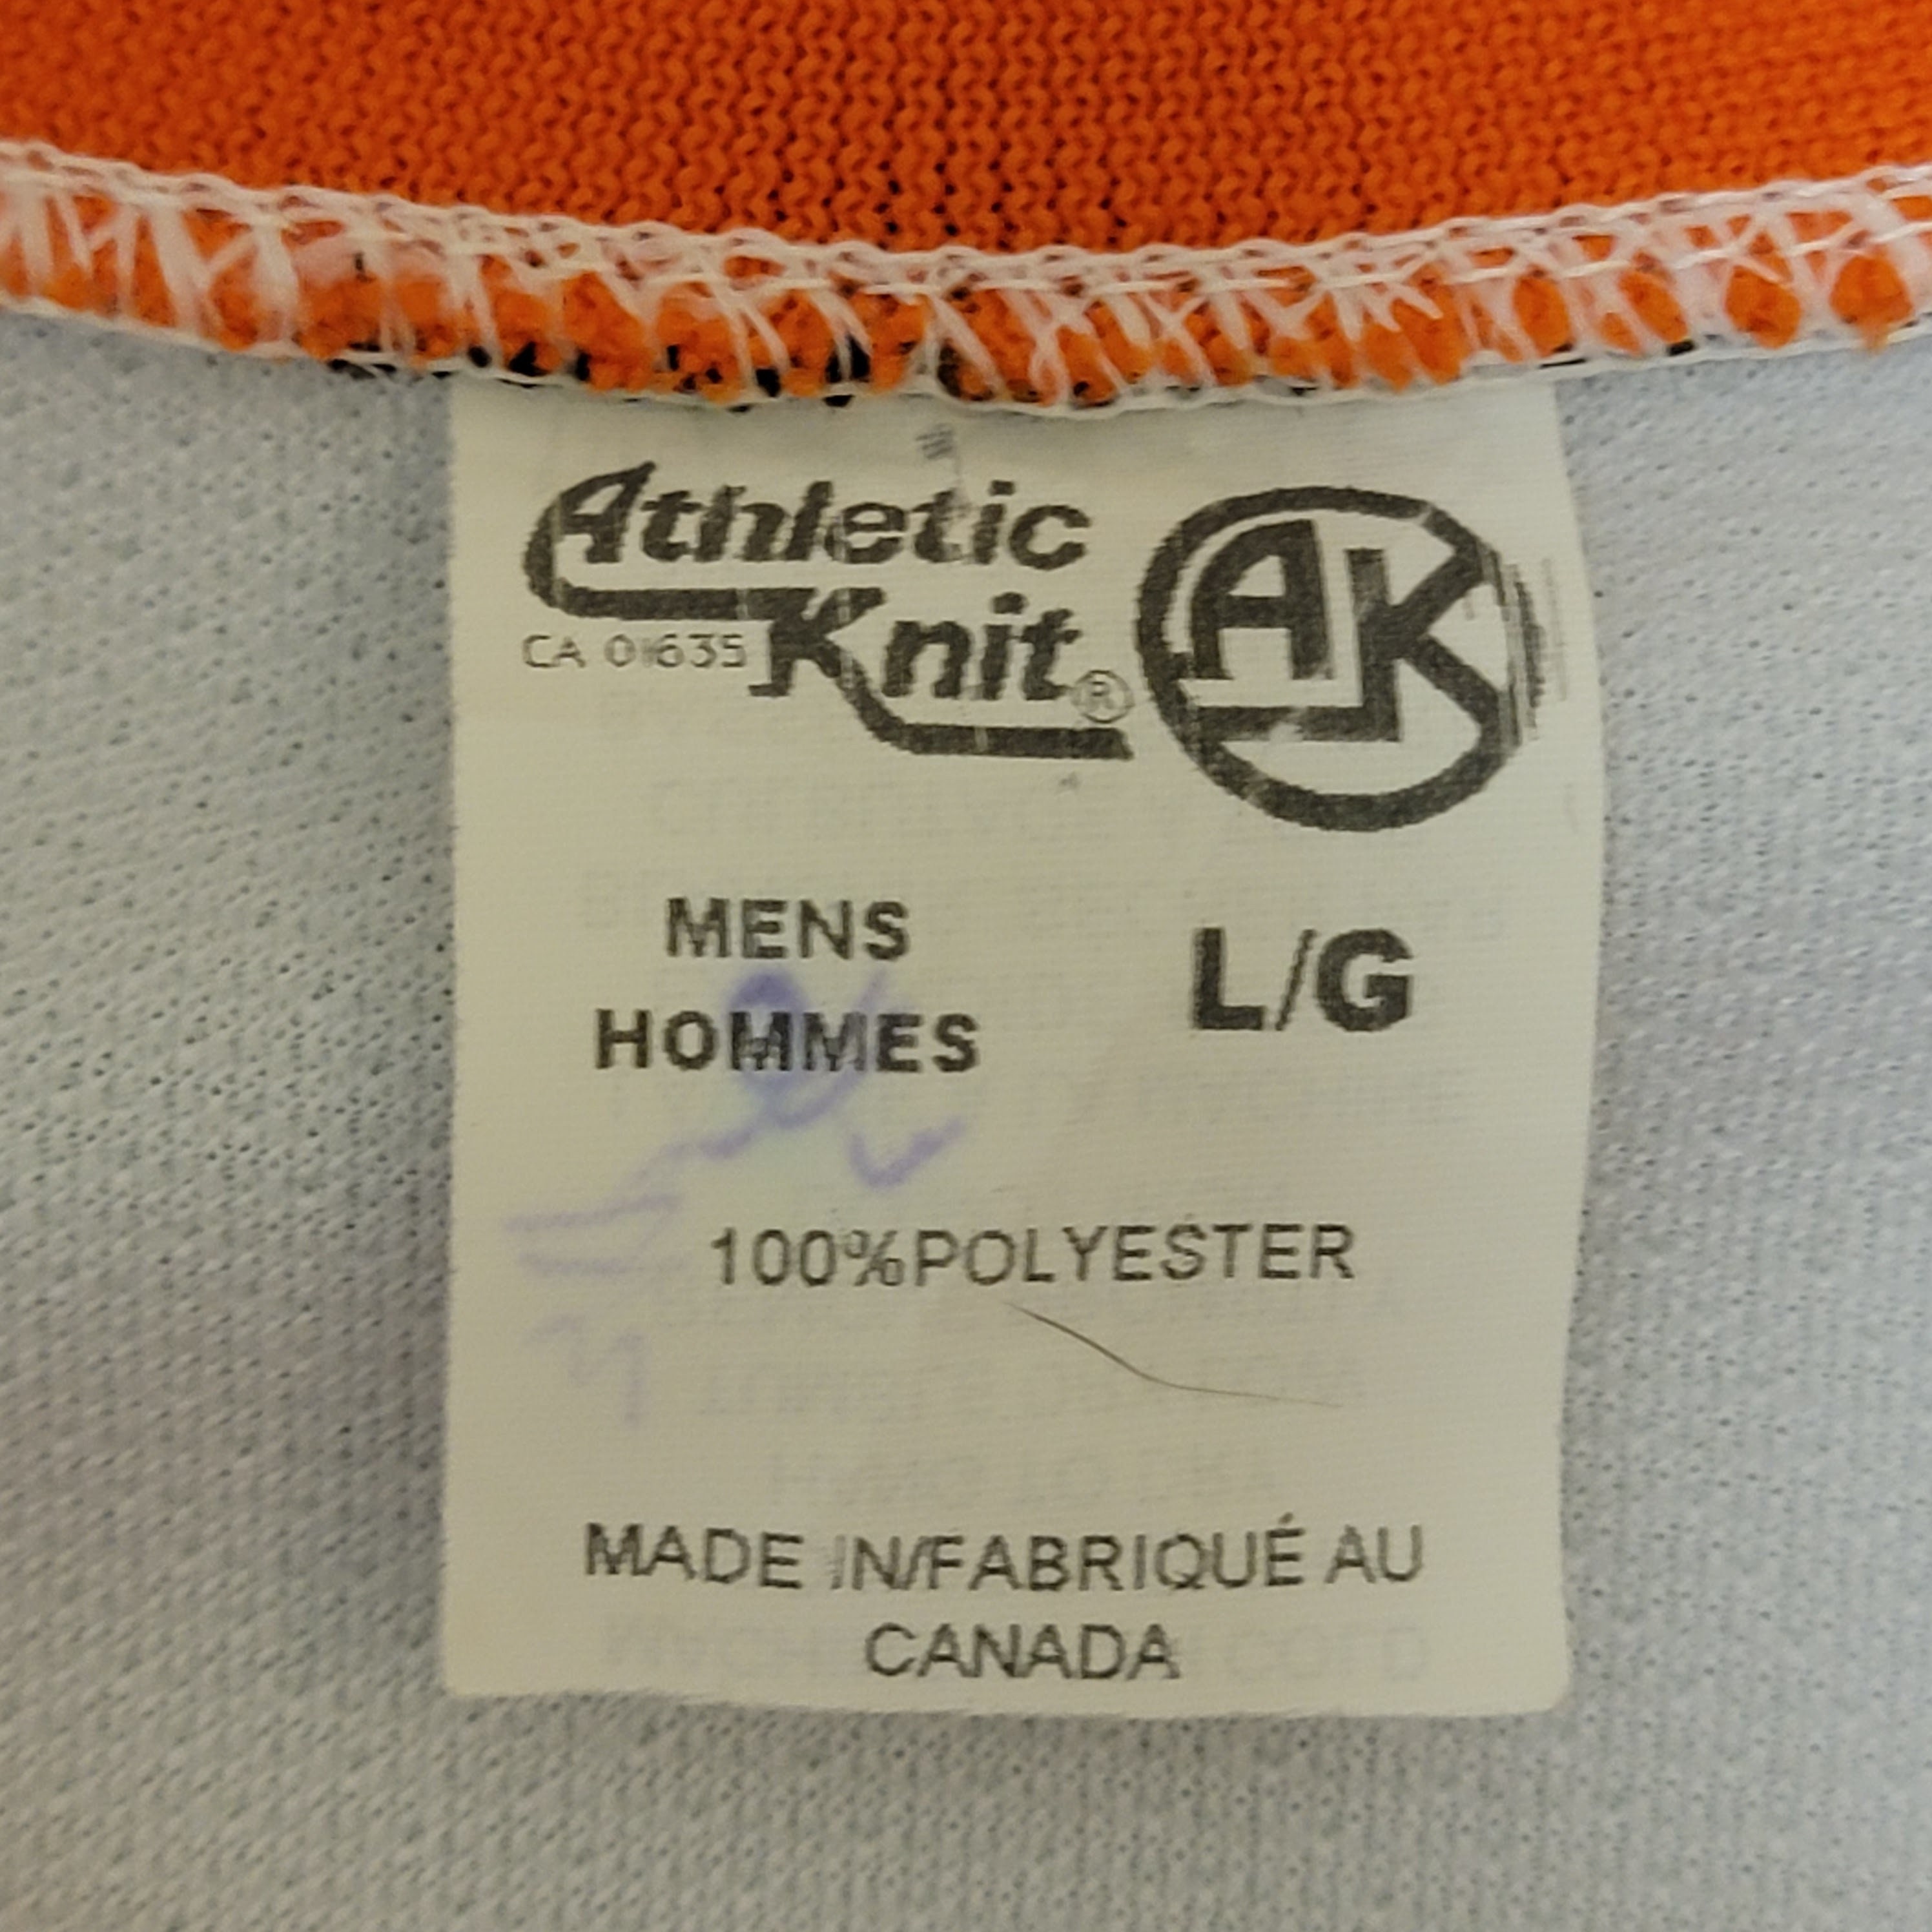 Athletic
Knit®
CA 01635
AK
MENS
HOMMES
L/G
100%POLYESTER
MADE IN/FABRIQUÉ AU
CANADA